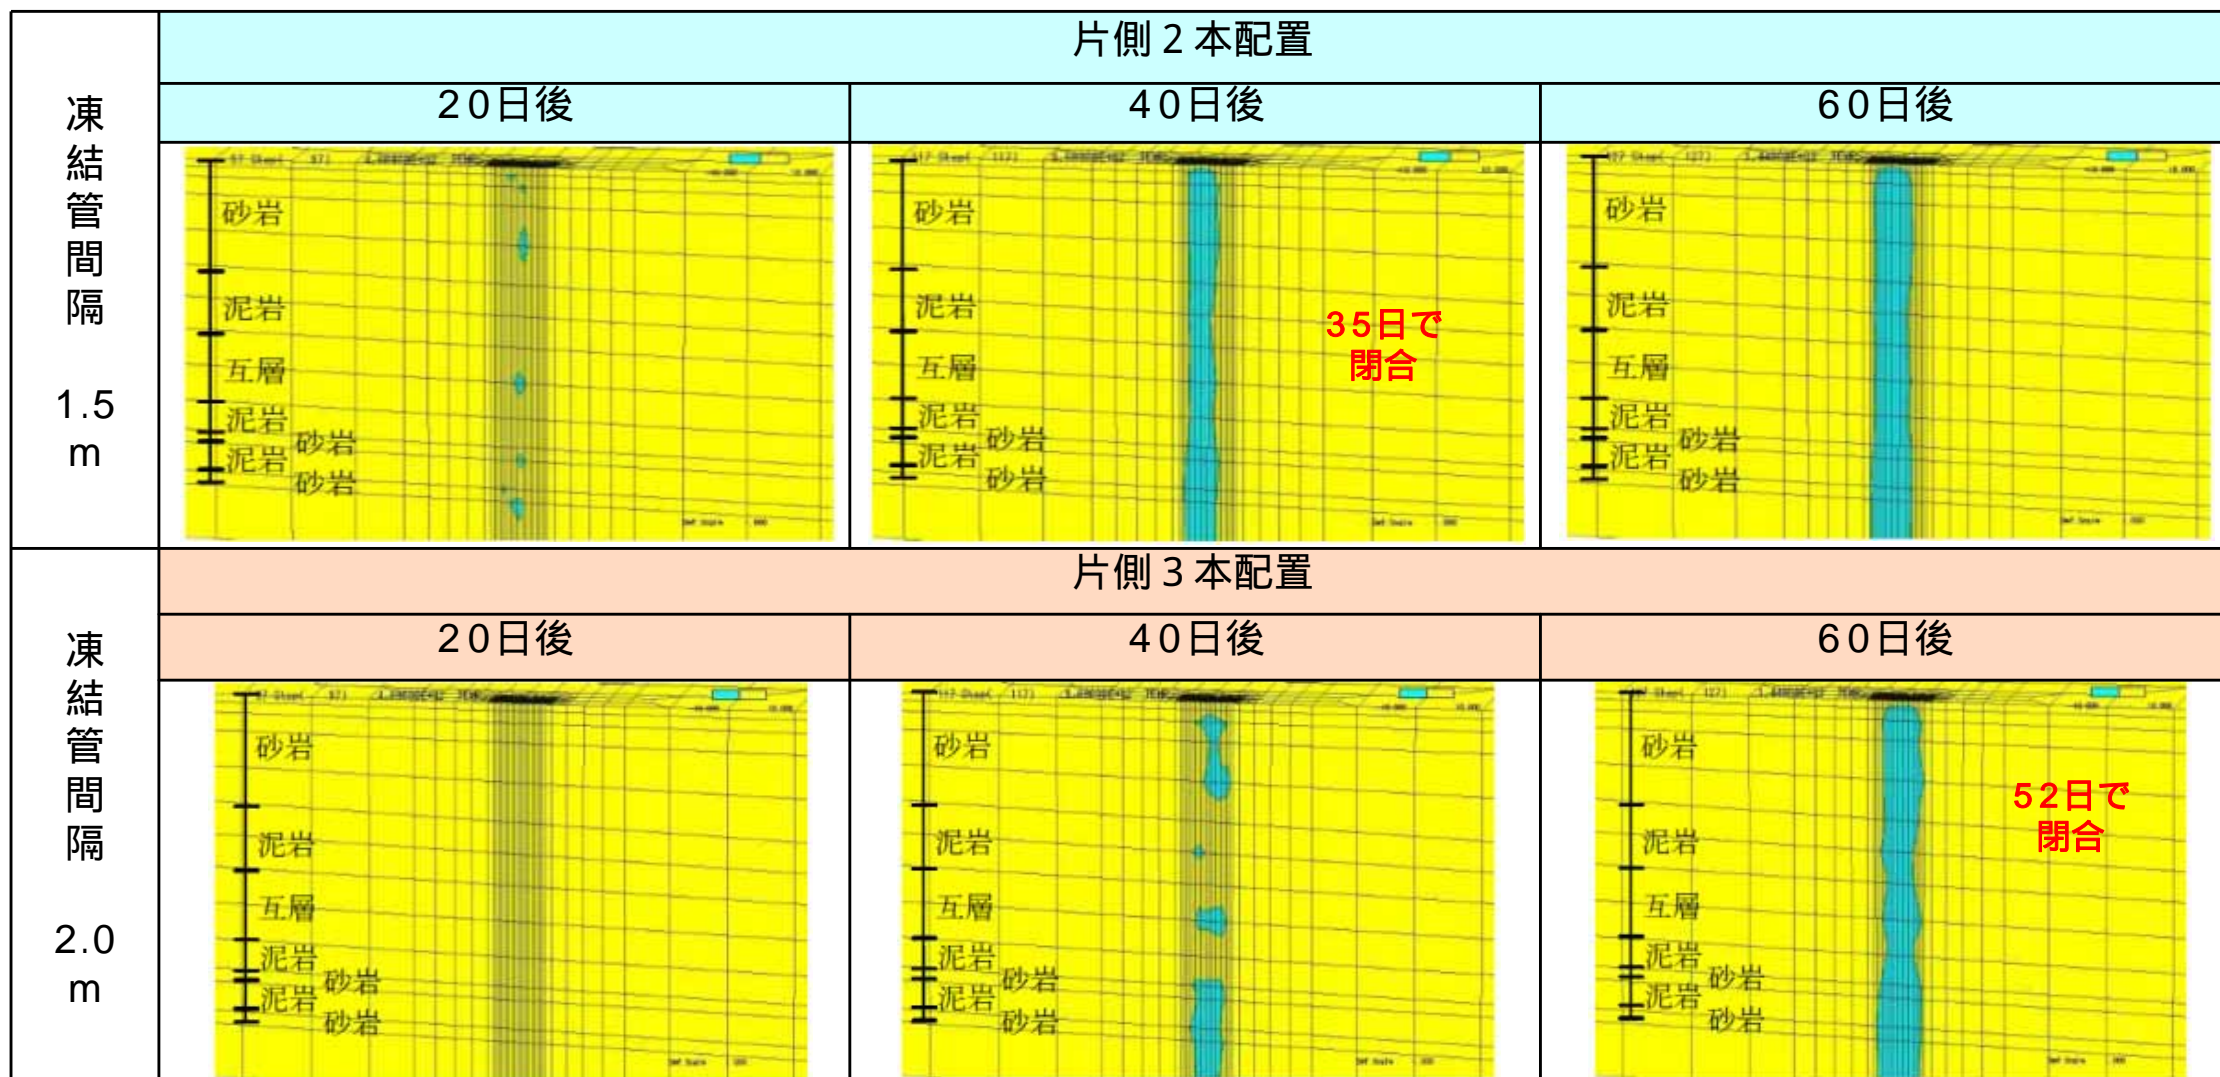 凍結管間隔
1.5
m
片側2本配置
20日後
40日後
60日後
砂岩
泥岩
互層
泥岩
砂岩
泥岩
砂岩
砂岩
泥岩
互層
泥岩
砂岩
泥岩
砂岩
35日で
閉合
砂岩
泥岩
互層
泥岩
砂岩
泥岩
砂岩
凍結管間隔
2.0
m
片側3本配置
20日後
40日後
60日後
砂岩
泥岩
互層
泥岩
砂岩
泥岩
砂岩
砂岩
泥岩
互層
泥岩
砂岩
泥岩
砂岩
砂岩
泥岩
互層
泥岩
砂岩
泥岩
砂岩
52日で
閉合